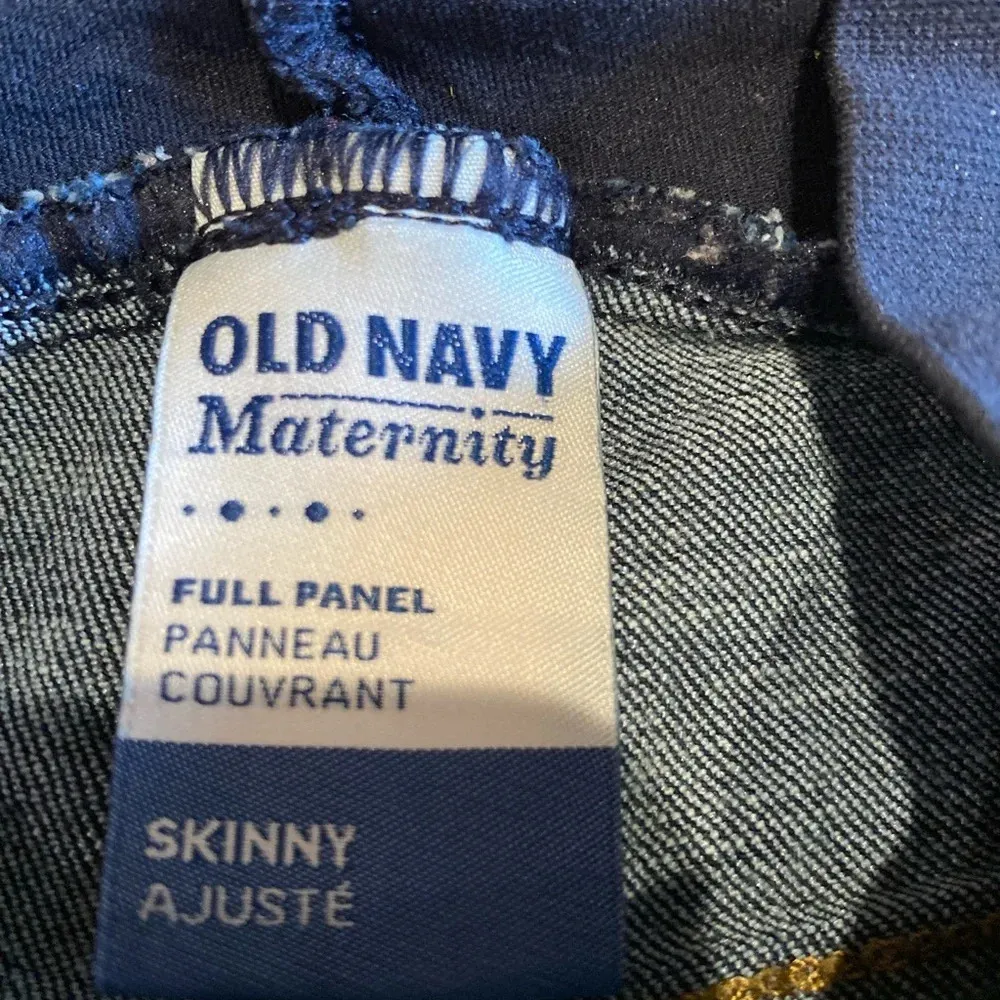 OLD NAVY
Maternity
FULL PANEL
PANNEAU
COUVRANT
SKINNY
AJUSTÉ